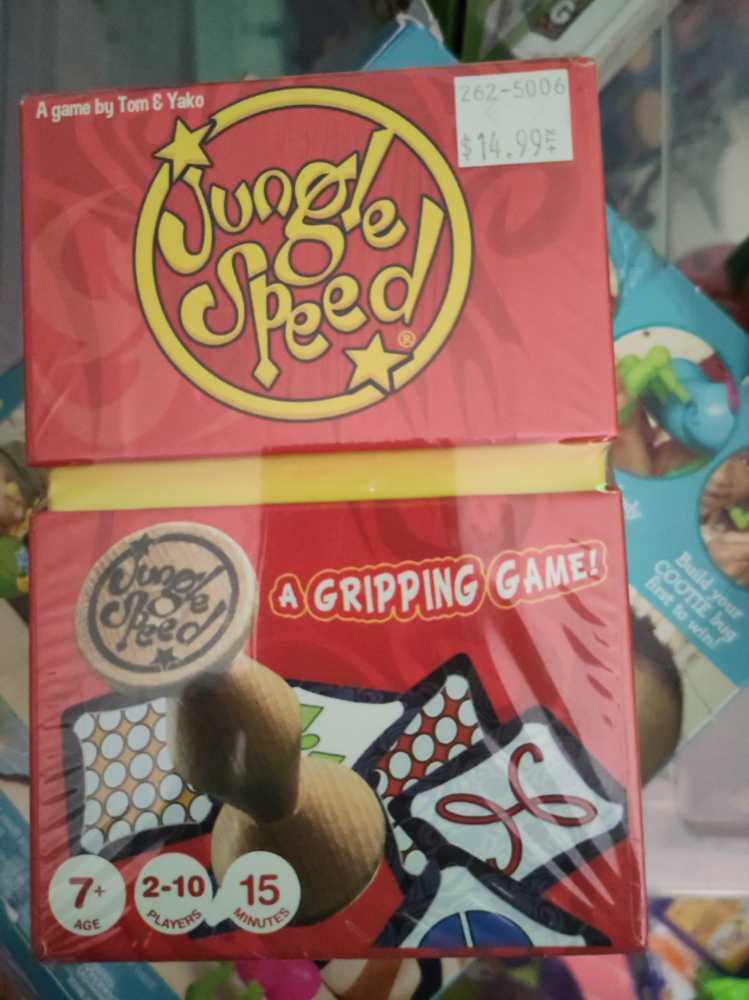 A game by Tom & Yako
262-5006
$14.99
Jungle
Speed
®
Jungle
Speed
A GRIPPING GAME!
7+
AGE
2-10
PLAYERS
15
MINUTES
Build your
COOTIE bug
first to win!
G